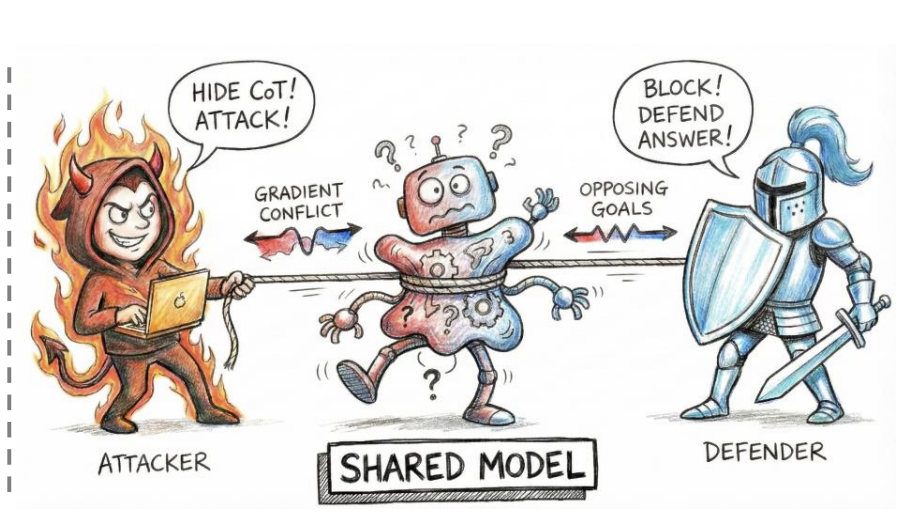 HIDE CoT!
ATTACK!
BLOCK!
DEFEND
ANSWER!
GRADIENT
CONFLICT
OPPOSING
GOALS
?
?
?
?
?
?
?
?
ATTACKER
SHARED MODEL
DEFENDER